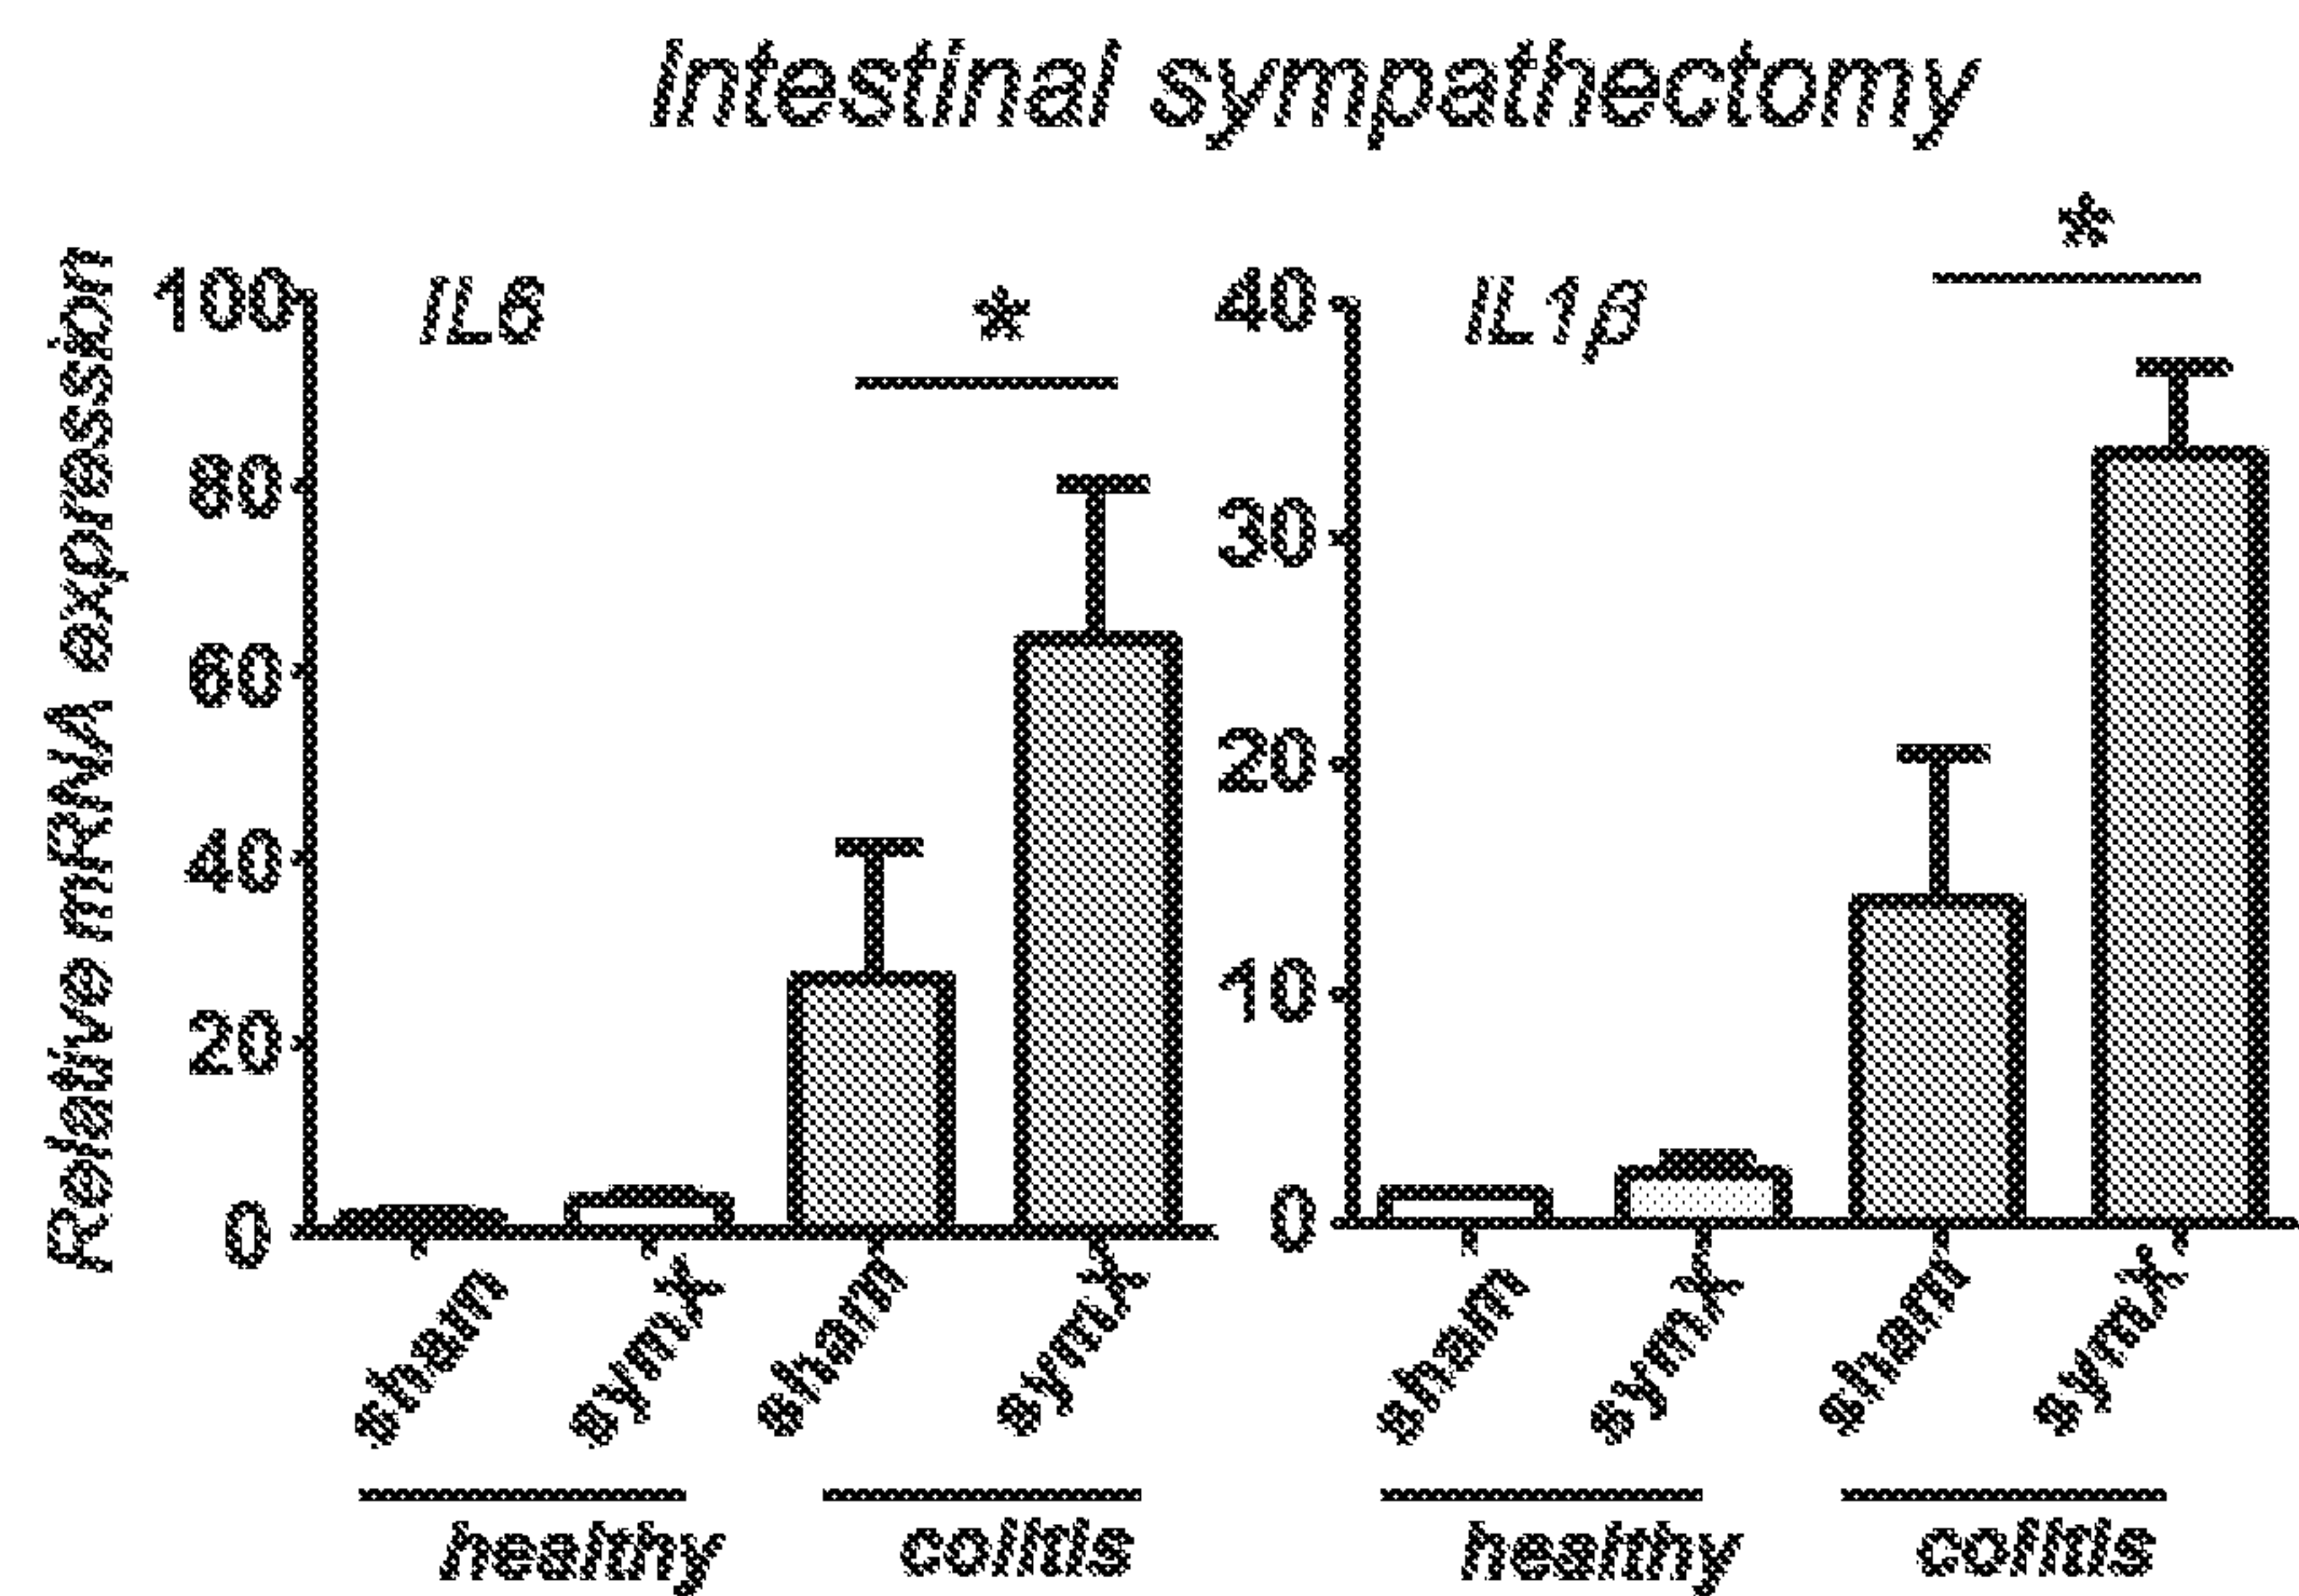 Intestinal sympathectomy
Relative mRNA expression
IL6
*
100
80
60
40
20
0
sham
symX
sham
symX
healthy
colitis
IL1β
*
40
30
20
10
0
sham
symX
sham
symX
healthy
colitis